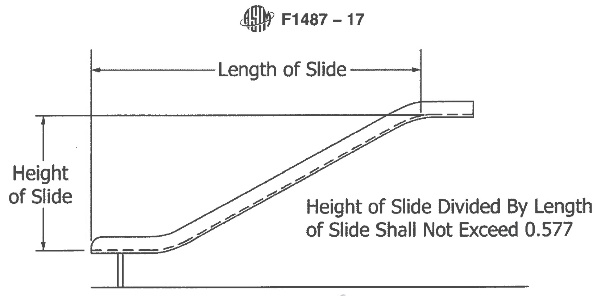 ASTM F1487 – 17
Length of Slide
Height
of Slide
Height of Slide Divided By Length
of Slide Shall Not Exceed 0.577